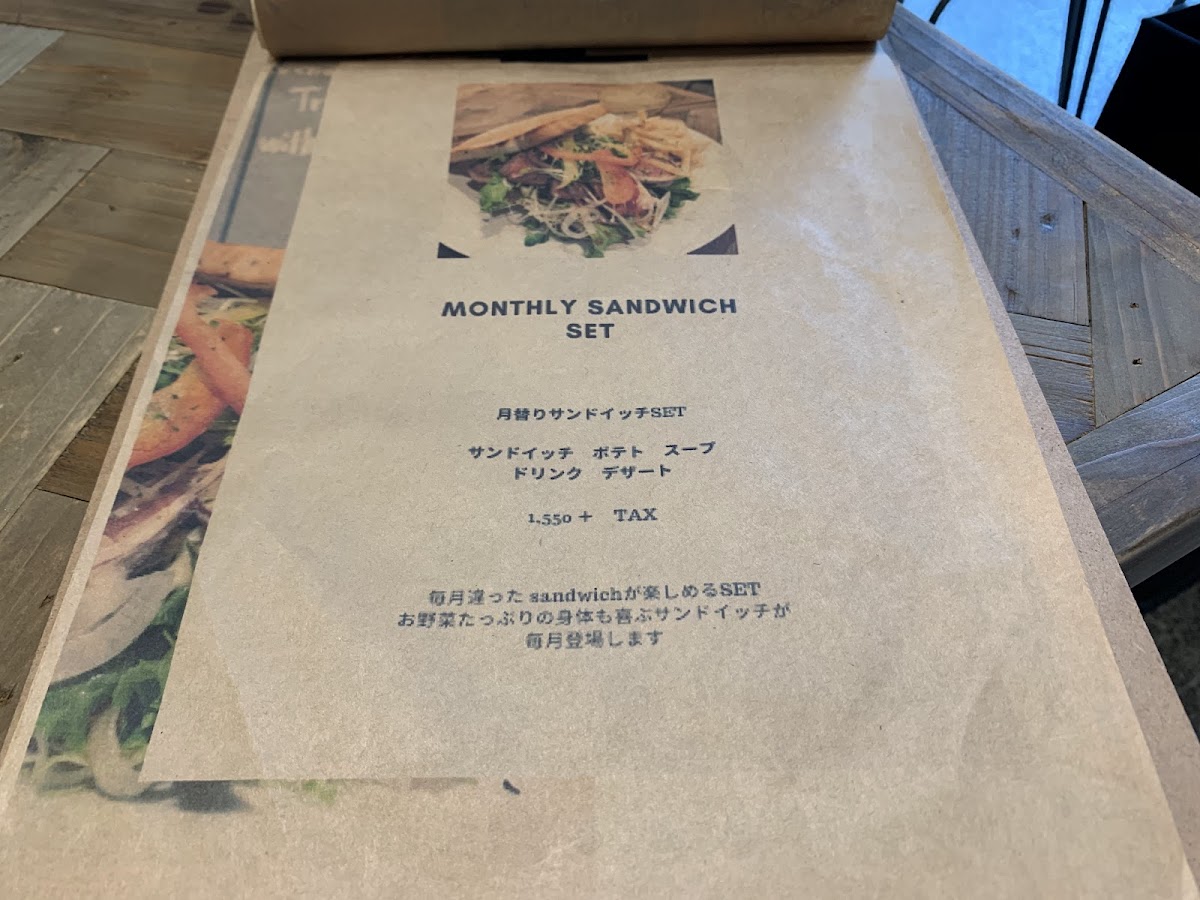 MONTHLY SANDWICH
SET
月替りサンドイッチSET
サンドイッチ　ポテト　スープ
ドリンク　デザート
1,550＋　TAX
毎月違った sandwichが楽しめるSET
お野菜たっぷりの身体も喜ぶサンドイッチが
毎月登場します